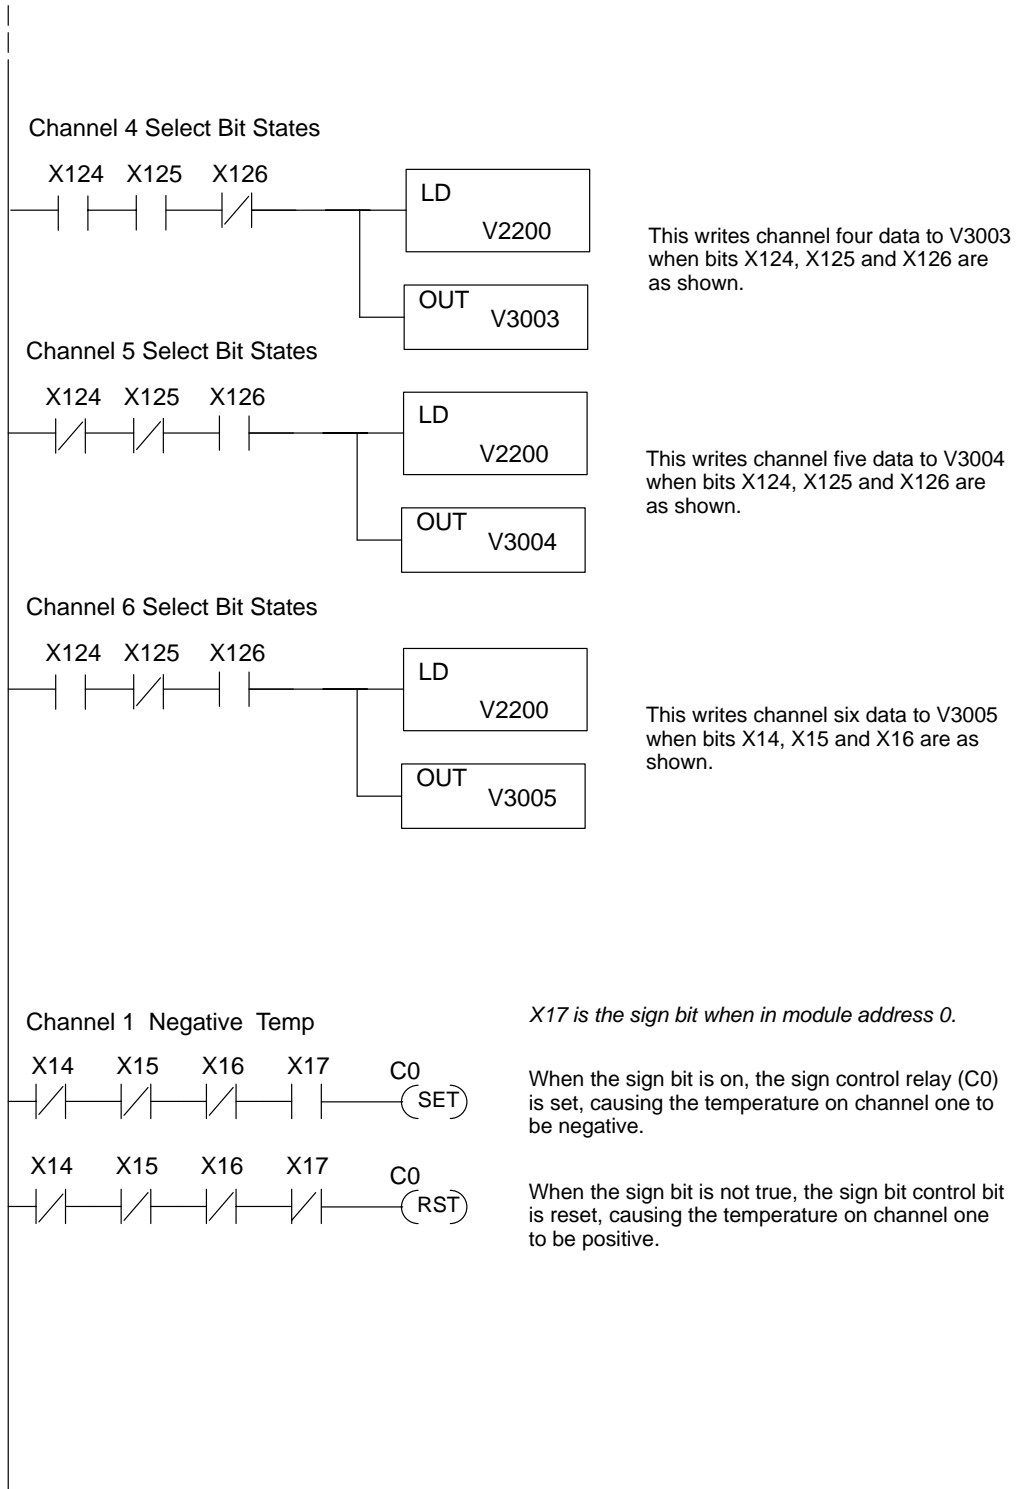 Channel 4 Select Bit States
X124 X125 X126
LD
V2200
This writes channel four data to V3003
when bits X124, X125 and X126 are
as shown.
OUT
V3003
Channel 5 Select Bit States
X124 X125 X126
LD
V2200
This writes channel five data to V3004
when bits X124, X125 and X126 are
as shown.
OUT
V3004
Channel 6 Select Bit States
X124 X125 X126
LD
V2200
This writes channel six data to V3005
when bits X14, X15 and X16 are as
shown.
OUT
V3005
Channel 1 Negative Temp
X17 is the sign bit when in module address 0.
X14 X15 X16 X17 C0
SET
When the sign bit is on, the sign control relay (C0)
is set, causing the temperature on channel one to
be negative.
X14 X15 X16 X17 C0
RST
When the sign bit is not true, the sign bit control bit
is reset, causing the temperature on channel one
to be positive.